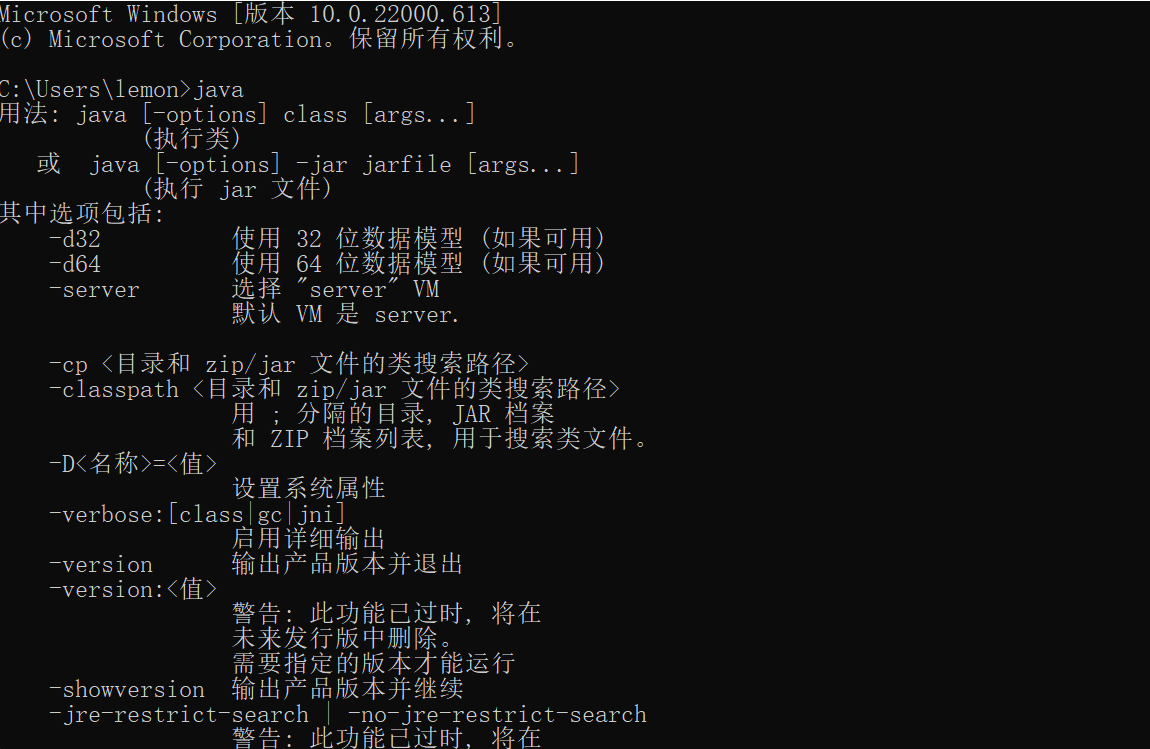 Microsoft Windows [版本 10.0.22000.613]
(c) Microsoft Corporation。保留所有权利。
C:\Users\lemon>java
用法: java [-options] class [args...]
(执行类)
或 java [-options] -jar jarfile [args...]
(执行 jar 文件)
其中选项包括:
-d32 使用 32 位数据模型 (如果可用)
-d64 使用 64 位数据模型 (如果可用)
-server 选择 "server" VM
默认 VM 是 server.
-cp <目录和 zip/jar 文件的类搜索路径>
-classpath <目录和 zip/jar 文件的类搜索路径>
用 ; 分隔的目录, JAR 档案
和 ZIP 档案列表, 用于搜索类文件。
-D<名称>=<值>
设置系统属性
-verbose:[class|gc|jni]
启用详细输出
-version 输出产品版本并退出
-version:<值>
警告: 此功能已过时, 将在
未来发行版中删除。
需要指定的版本才能运行
-showversion 输出产品版本并继续
-jre-restrict-search | -no-jre-restrict-search
警告: 此功能已过时, 将在